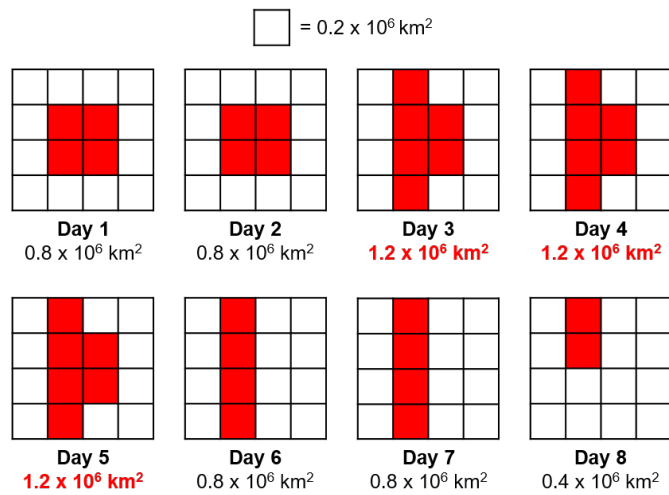 = 0.2 x 10⁶ km²
Day 1
0.8 x 10⁶ km²
Day 2
0.8 x 10⁶ km²
Day 3
1.2 x 10⁶ km²
Day 4
1.2 x 10⁶ km²
Day 5
1.2 x 10⁶ km²
Day 6
0.8 x 10⁶ km²
Day 7
0.8 x 10⁶ km²
Day 8
0.4 x 10⁶ km²